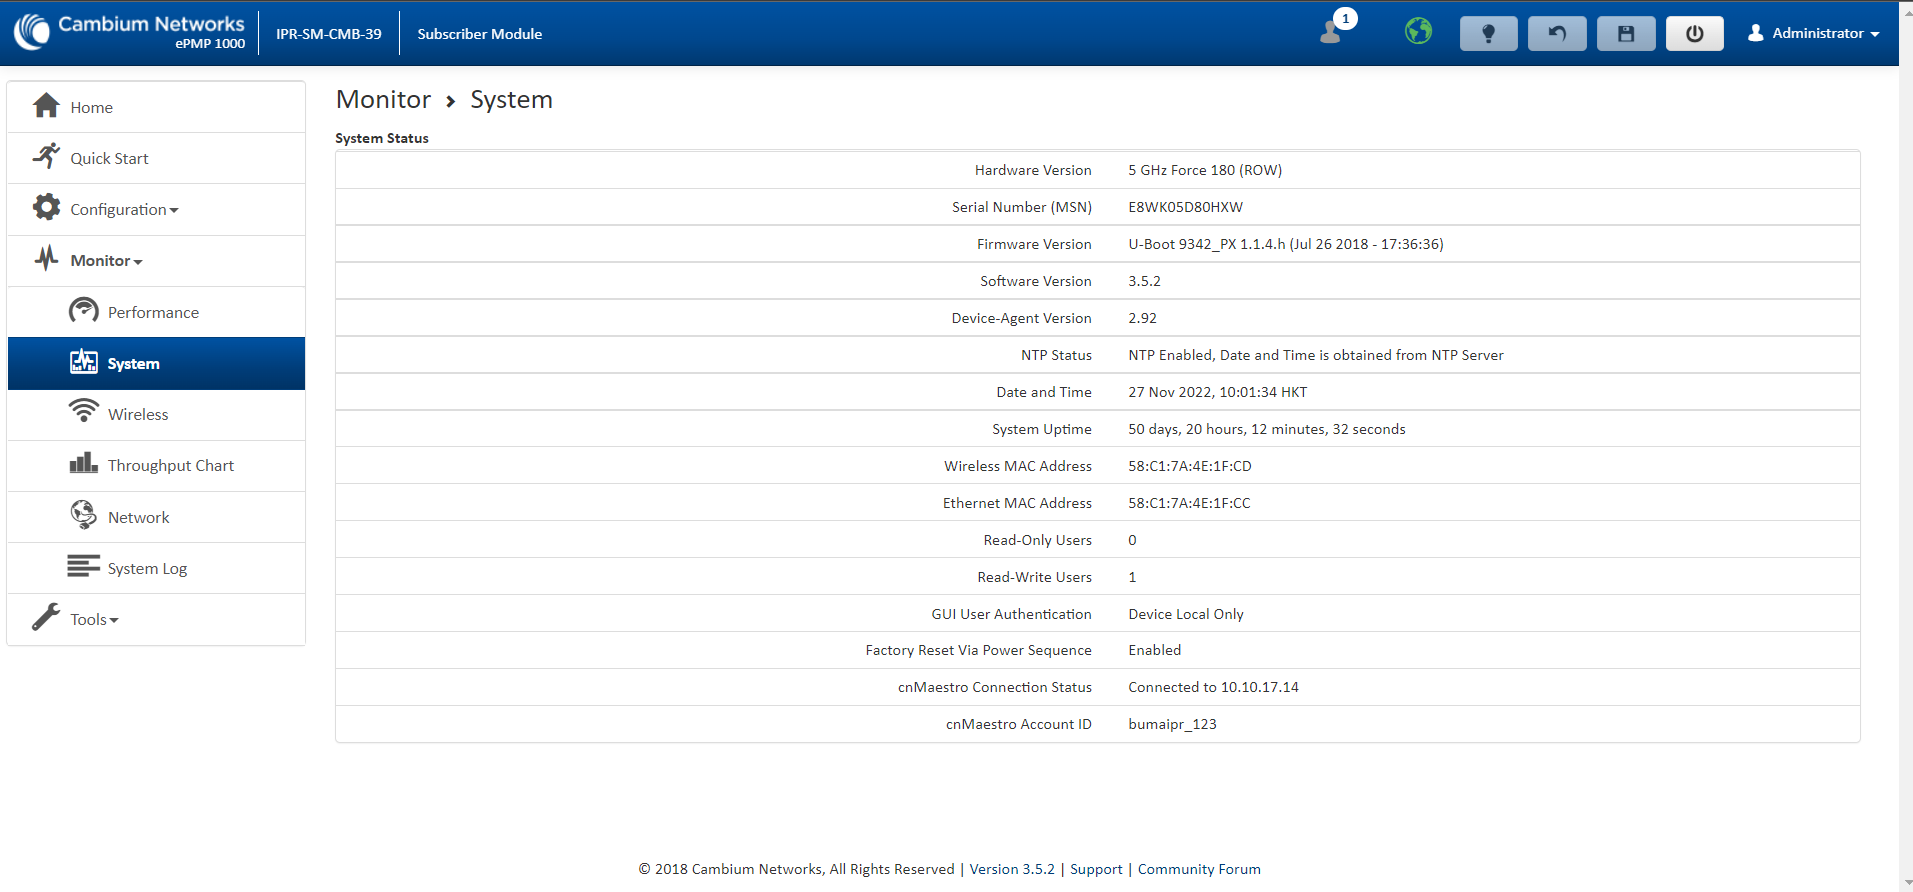 Cambium Networks
ePMP 1000
IPR-SM-CMB-39
Subscriber Module
1
Administrator
Home
Quick Start
Configuration
Monitor
Performance
System
Wireless
Throughput Chart
Network
System Log
Tools
Monitor > System
System Status
Hardware Version 5 GHz Force 180 (ROW)
Serial Number (MSN) E8WK05D80HXW
Firmware Version U-Boot 9342_PX 1.1.4.h (Jul 26 2018 - 17:36:36)
Software Version 3.5.2
Device-Agent Version 2.92
NTP Status NTP Enabled, Date and Time is obtained from NTP Server
Date and Time 27 Nov 2022, 10:01:34 HKT
System Uptime 50 days, 20 hours, 12 minutes, 32 seconds
Wireless MAC Address 58:C1:7A:4E:1F:CD
Ethernet MAC Address 58:C1:7A:4E:1F:CC
Read-Only Users 0
Read-Write Users 1
GUI User Authentication Device Local Only
Factory Reset Via Power Sequence Enabled
cnMaestro Connection Status Connected to 10.10.17.14
cnMaestro Account ID bumaipr_123
© 2018 Cambium Networks, All Rights Reserved | Version 3.5.2 | Support | Community Forum